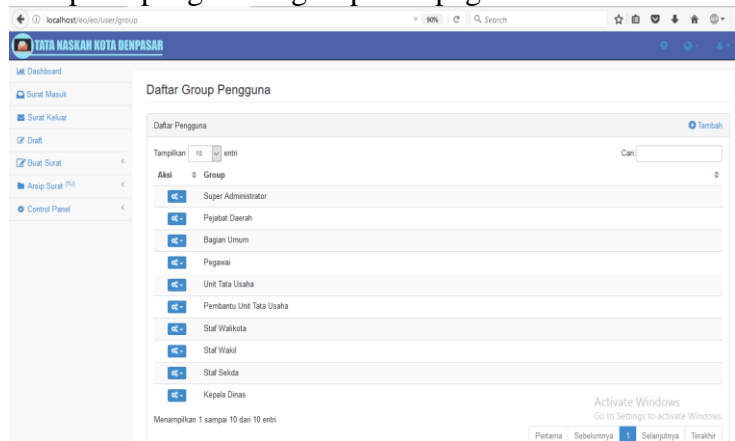 localhost/eo/eo/user/group
90%
Search
TATA NASKAH KOTA DENPASAR
Dashboard
Surat Masuk
Surat Keluar
Draft
Buat Surat
Arsip Surat
Control Panel
Daftar Group Pengguna
Daftar Pengguna
Tambah
Tampilkan 10 entri
Cari:
Aksi Group
Super Administrator
Pejabat Daerah
Bagian Umum
Pegawai
Unit Tata Usaha
Pembantu Unit Tata Usaha
Staf Walikota
Staf Wakil
Staf Sekda
Kepala Dinas
Menampilkan 1 sampai 10 dari 10 entri
Activate Windows
Go to Settings to activate Windows.
Pertama Sebelumnya 1 Selanjutnya Terakhir